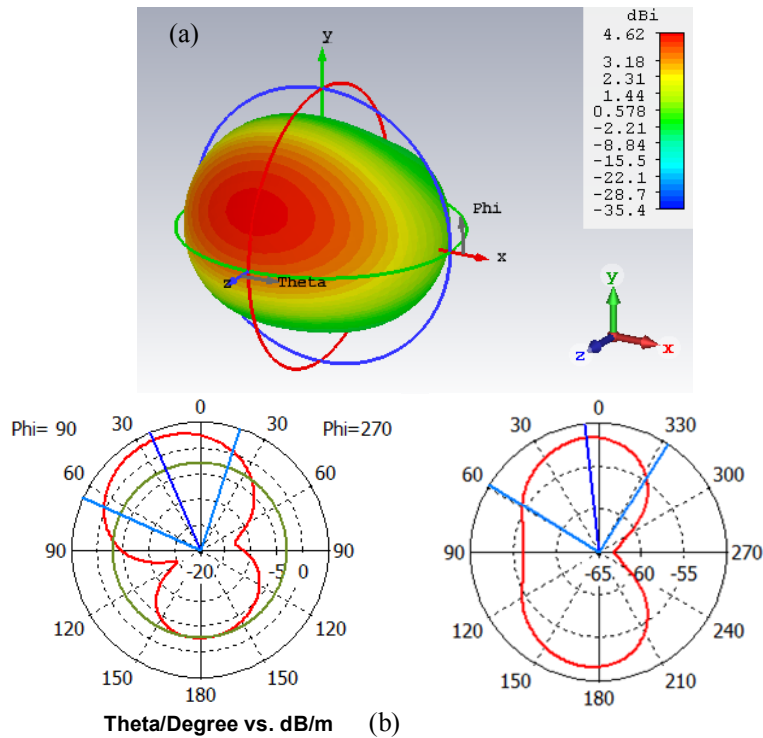 (a)
y
dBi
4.62
3.18
2.31
1.44
0.578
-2.21
-8.84
-15.5
-22.1
-28.7
-35.4
Phi
x
z
Theta
y
z
x
0
Phi= 90
30
30
Phi=270
60
60
90
-20
-5
0
90
120
120
150
180
150
0
330
60
300
90
-65
-60
-55
270
120
240
150
180
210
Theta/Degree vs. dB/m
(b)